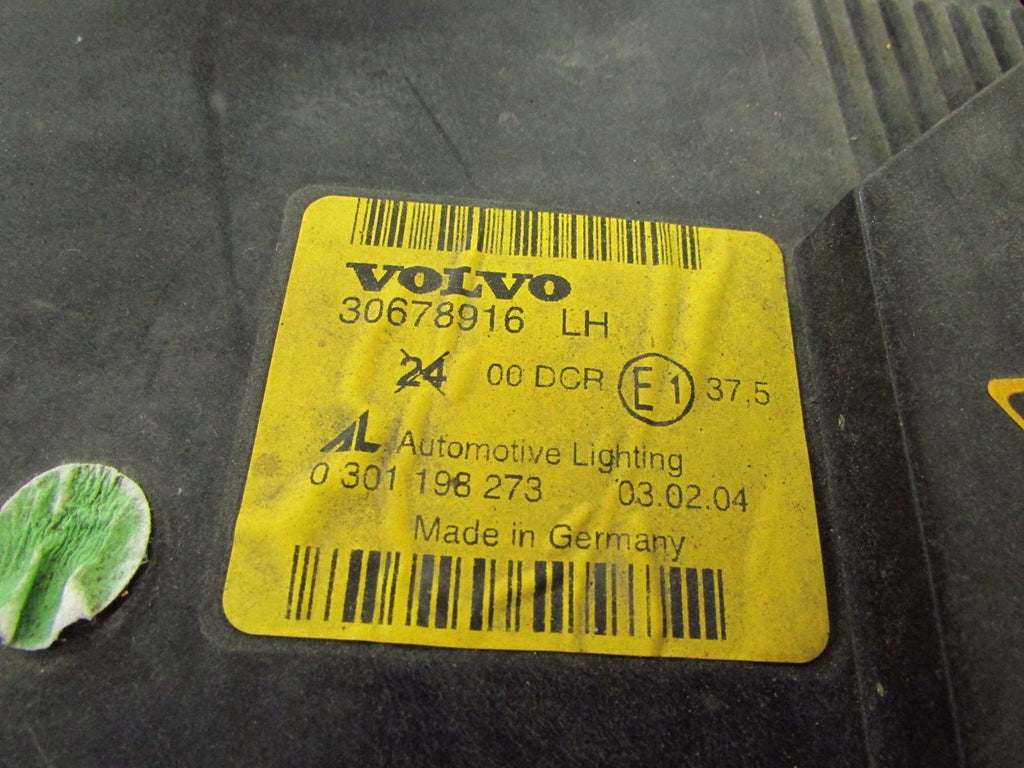 VOLVO
30678916 LH
24 00 DCR E1 37,5
AL Automotive Lighting
0 301 198 273 03.02.04
Made in Germany